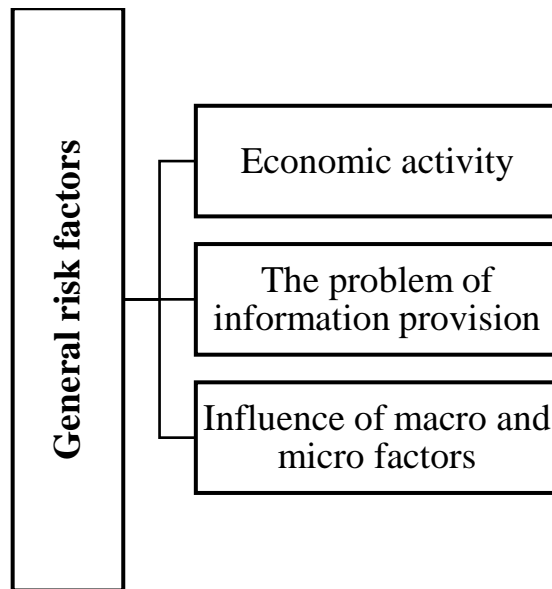 General risk factors
Economic activity
The problem of
information provision
Influence of macro and
micro factors